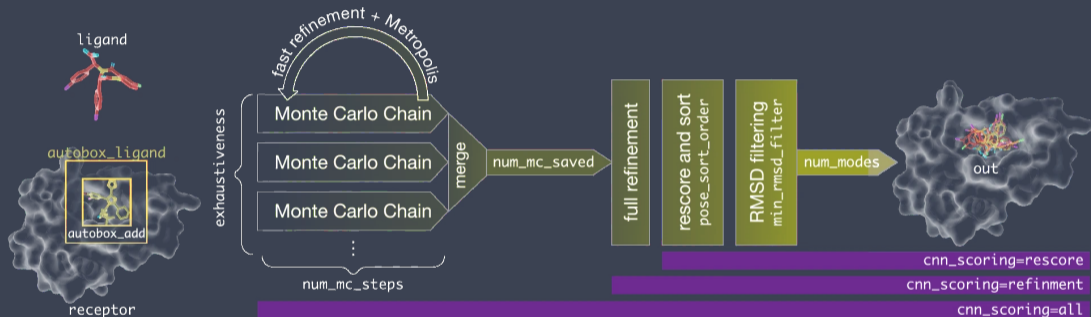 ligand
autobox_ligand
autobox_add
receptor
fast refinement + Metropolis
exhaustiveness
Monte Carlo Chain
Monte Carlo Chain
Monte Carlo Chain
⋮
num_mc_steps
merge
num_mc_saved
full refinement
rescore and sort
pose_sort_order
RMSD filtering
min_rmsd_filter
num_modes
out
cnn_scoring=rescore
cnn_scoring=refinment
cnn_scoring=all